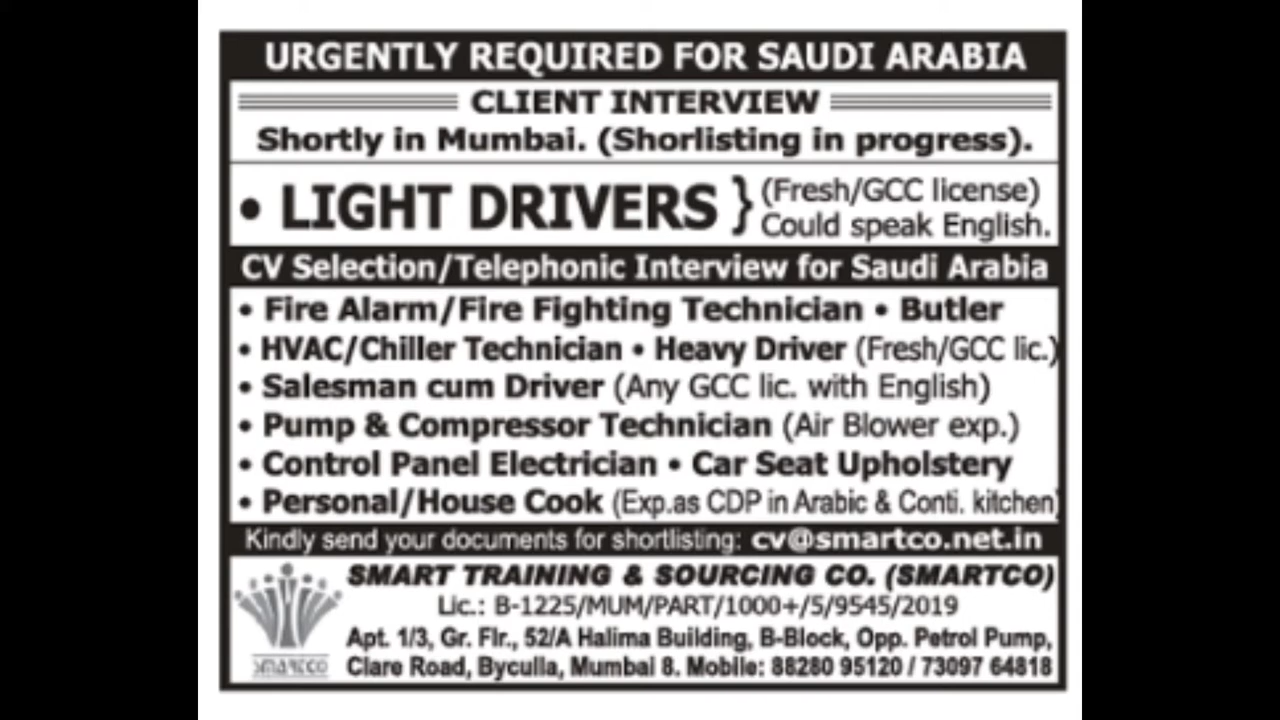 URGENTLY REQUIRED FOR SAUDI ARABIA
CLIENT INTERVIEW
Shortly in Mumbai. (Shorlisting in progress).
• LIGHT DRIVERS } (Fresh/GCC license)
Could speak English.
CV Selection/Telephonic Interview for Saudi Arabia
• Fire Alarm/Fire Fighting Technician • Butler
• HVAC/Chiller Technician • Heavy Driver (Fresh/GCC lic.)
• Salesman cum Driver (Any GCC lic. with English)
• Pump & Compressor Technician (Air Blower exp.)
• Control Panel Electrician • Car Seat Upholstery
• Personal/House Cook (Exp.as CDP in Arabic & Conti. kitchen)
Kindly send your documents for shortlisting: cv@smartco.net.in
SMART TRAINING & SOURCING CO. (SMARTCO)
Lic.: B-1225/MUM/PART/1000+/5/9545/2019
Apt. 1/3, Gr. Flr., 52/A Halima Building, B-Block, Opp. Petrol Pump,
Clare Road, Byculla, Mumbai 8. Mobile: 88280 95120 / 73097 64818
SMARTCO